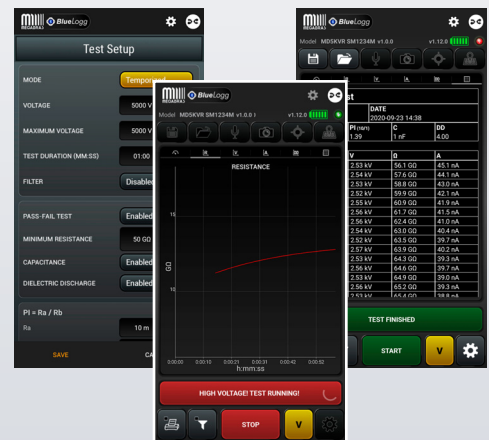 MEGABRAS BlueLogg
Test Setup
MODE
VOLTAGE 5000 V
MAXIMUM VOLTAGE 5000 V
TEST DURATION (MM:SS) 01:00
FILTER
PASS-FAIL TEST Enabled
MINIMUM RESISTANCE 50 GΩ
CAPACITANCE Enabled
DIELECTRIC DISCHARGE Enabled
PI = Ra / Rb
Ra 10 m
SAVE
MEGABRAS BlueLogg
Model MD5KVR SM1234M v1.0.0 v1.12.0
RESISTANCE
15
GΩ
10
0:00:00 0:00:10 0:00:21 0:00:31 0:00:42 0:00:52
h:mm:ss
HIGH VOLTAGE! TEST RUNNING!
STOP V
MEGABRAS BlueLogg
Model MD5KVR SM1234M v1.0.0 v1.12.0
DATE
2020-09-23 14:38
PI (10/1) C DD
1.39 1 nF 4.00
V Ω A
2.53 kV 56.1 GΩ 45.1 nA
2.54 kV 57.6 GΩ 44.1 nA
2.53 kV 58.8 GΩ 43.0 nA
2.52 kV 59.9 GΩ 42.1 nA
2.55 kV 60.9 GΩ 41.9 nA
2.56 kV 61.7 GΩ 41.5 nA
2.56 kV 62.4 GΩ 41.0 nA
2.54 kV 63.0 GΩ 40.4 nA
2.52 kV 63.5 GΩ 39.7 nA
2.57 kV 63.9 GΩ 40.2 nA
2.53 kV 64.3 GΩ 39.3 nA
2.56 kV 64.6 GΩ 39.7 nA
2.53 kV 64.9 GΩ 39.0 nA
2.56 kV 65.2 GΩ 39.3 nA
2.53 kV 65.4 GΩ 38.8 nA
TEST FINISHED
START V